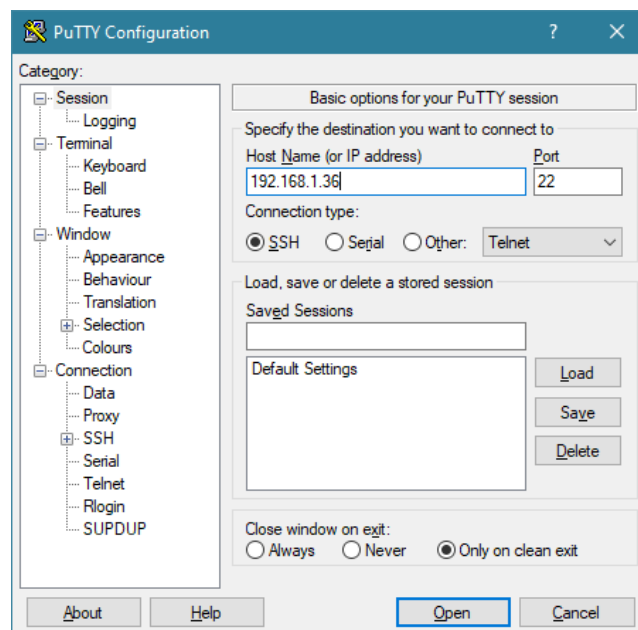 PuTTY Configuration
?
Category:
Session
Logging
Terminal
Keyboard
Bell
Features
Window
Appearance
Behaviour
Translation
Selection
Colours
Connection
Data
Proxy
SSH
Serial
Telnet
Rlogin
SUPDUP
Basic options for your PuTTY session
Specify the destination you want to connect to
Host Name (or IP address) Port
192.168.1.36 22
Connection type:
SSH Serial Other: Telnet
Load, save or delete a stored session
Saved Sessions
Default Settings
Load
Save
Delete
Close window on exit:
Always Never Only on clean exit
About Help Open Cancel